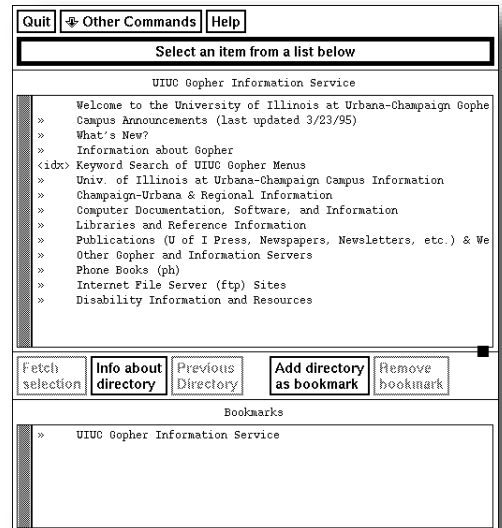 Quit Other Commands Help
Select an item from a list below
UIUC Gopher Information Service
Welcome to the University of Illinois at Urbana-Champaign Gophe
» Campus Announcements (last updated 3/23/95)
» What's New?
» Information about Gopher
<idx> Keyword Search of UIUC Gopher Menus
» Univ. of Illinois at Urbana-Champaign Campus Information
» Champaign-Urbana & Regional Information
» Computer Documentation, Software, and Information
» Libraries and Reference Information
» Publications (U of I Press, Newspapers, Newsletters, etc.) & We
» Other Gopher and Information Servers
» Phone Books (ph)
» Internet File Server (ftp) Sites
» Disability Information and Resources
Fetch selection
Info about directory
Previous Directory
Add directory as bookmark
Remove bookmark
Bookmarks
» UIUC Gopher Information Service